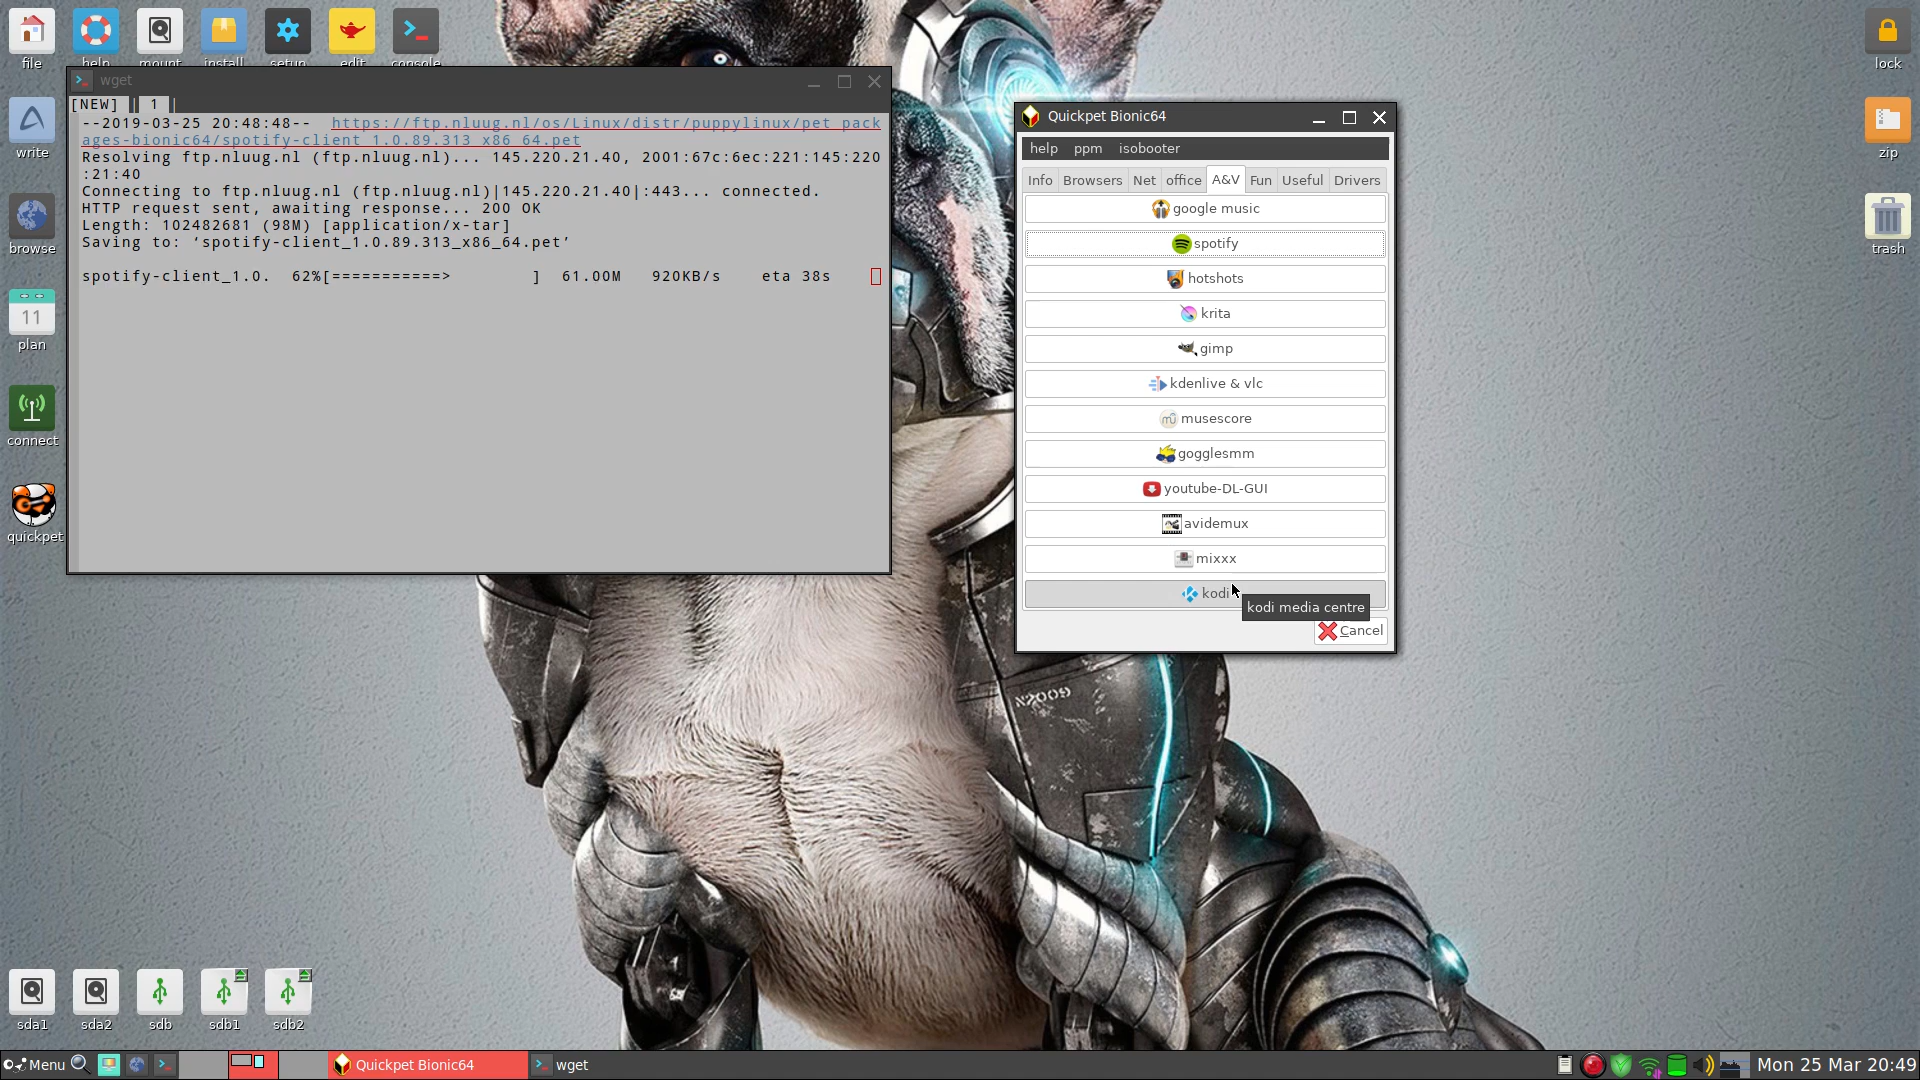 file
help
mount
install
setup
edit
console
lock
write
browse
11
plan
connect
quickpet
zip
trash
wget
[NEW] | 1 |
--2019-03-25 20:48:48-- https://ftp.nluug.nl/os/Linux/distr/puppylinux/pet_pack
ages-bionic64/spotify-client_1.0.89.313_x86_64.pet
Resolving ftp.nluug.nl (ftp.nluug.nl)... 145.220.21.40, 2001:67c:6ec:221:145:220
:21:40
Connecting to ftp.nluug.nl (ftp.nluug.nl)|145.220.21.40|:443... connected.
HTTP request sent, awaiting response... 200 OK
Length: 102482681 (98M) [application/x-tar]
Saving to: ‘spotify-client_1.0.89.313_x86_64.pet’
spotify-client_1.0. 62%[===========> ] 61.00M 920KB/s eta 38s
Quickpet Bionic64
help ppm isobooter
Info Browsers Net office A&V Fun Useful Drivers
google music
spotify
hotshots
krita
gimp
kdenlive & vlc
musescore
gogglesmm
youtube-DL-GUI
avidemux
mixxx
kodi
kodi media centre
Cancel
N2009
sda1
sda2
sdb
sdb1
sdb2
Menu
Quickpet Bionic64
wget
Mon 25 Mar 20:49